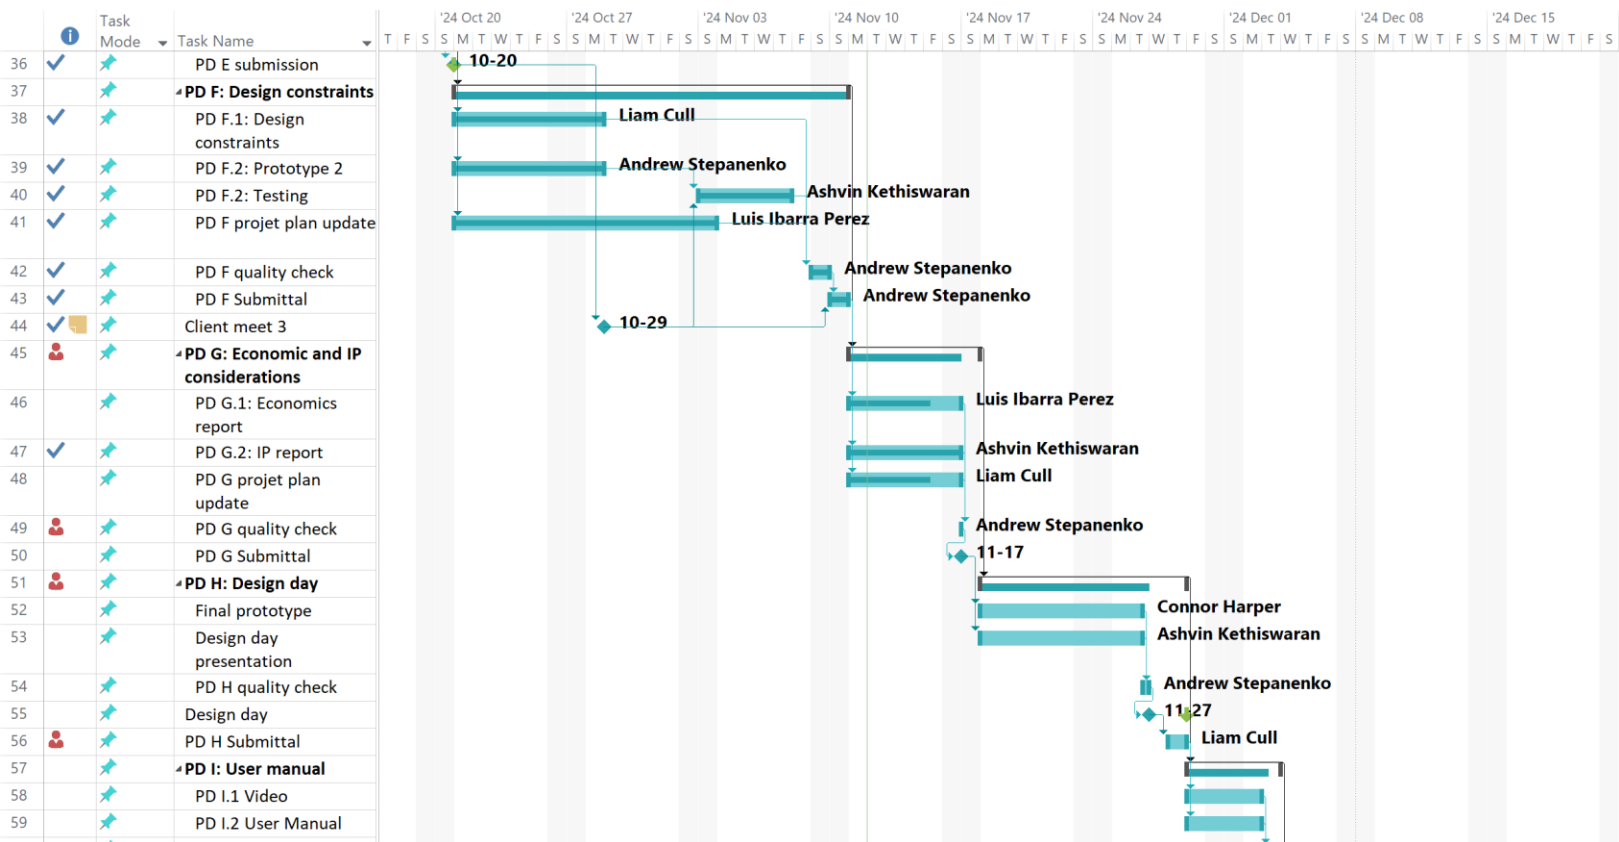 '24 Oct 20 '24 Oct 27 '24 Nov 03 '24 Nov 10 '24 Nov 17 '24 Nov 24 '24 Dec 01 '24 Dec 08 '24 Dec 15
Task
Mode Task Name T F S S M T W T F S S M T W T F S S M T W T F S S M T W T F S S M T W T F S S M T W T F S S M T W T F S S M T W T F S S M T W T F S
36 PD E submission 10-20
37 PD F: Design constraints
38 PD F.1: Design Liam Cull
constraints
39 PD F.2: Prototype 2 Andrew Stepanenko
40 PD F.2: Testing Ashvin Kethiswaran
41 PD F projet plan update Luis Ibarra Perez
42 PD F quality check Andrew Stepanenko
43 PD F Submittal Andrew Stepanenko
44 Client meet 3 10-29
45 PD G: Economic and IP
considerations
46 PD G.1: Economics Luis Ibarra Perez
report
47 PD G.2: IP report Ashvin Kethiswaran
48 PD G projet plan Liam Cull
update
49 PD G quality check Andrew Stepanenko
50 PD G Submittal 11-17
51 PD H: Design day
52 Final prototype Connor Harper
53 Design day Ashvin Kethiswaran
presentation
54 PD H quality check Andrew Stepanenko
55 Design day 11-27
56 PD H Submittal Liam Cull
57 PD I: User manual
58 PD I.1 Video
59 PD I.2 User Manual